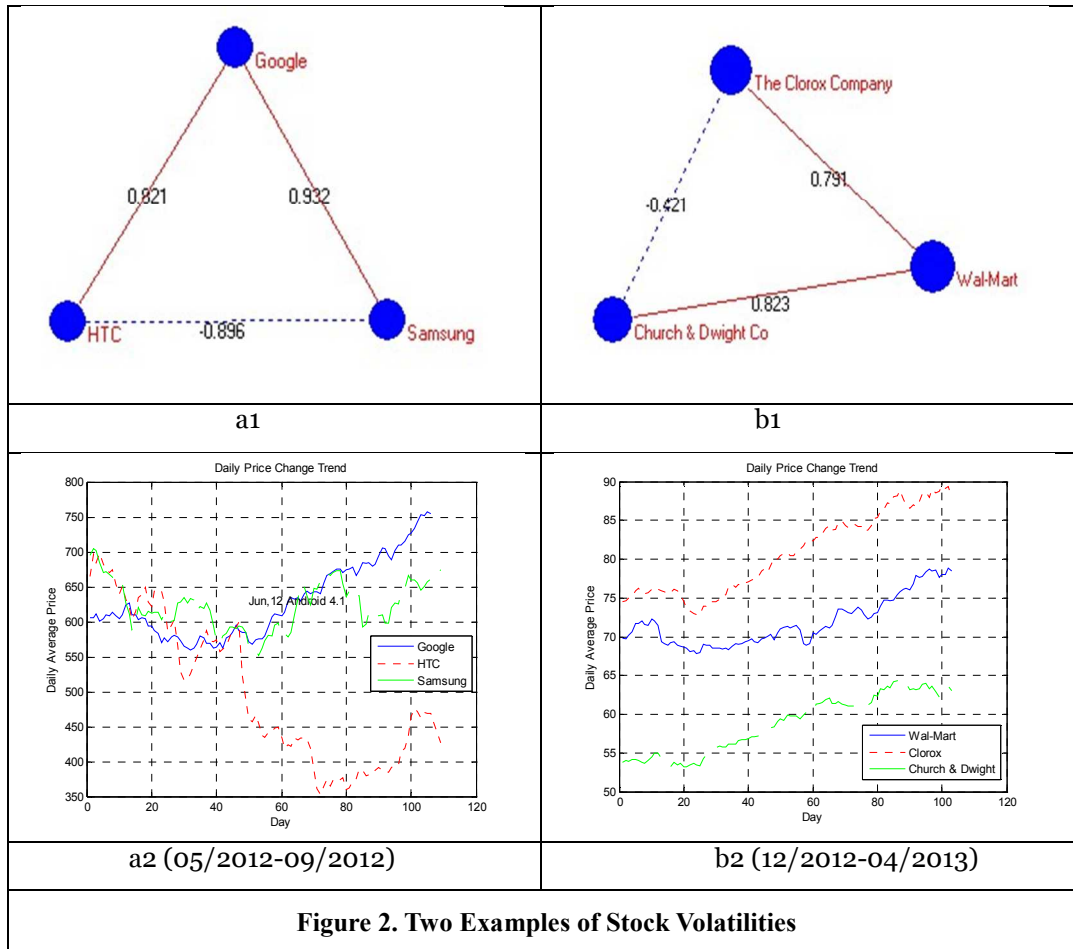 Google
0.821
0.932
HTC
-0.896
Samsung
The Clorox Company
0.791
-0.421
Wal-Mart
0.823
Church & Dwight Co
a1
b1
Daily Price Change Trend
Daily Average Price
800
750
700
650
600
550
500
450
400
350
Jun,12 Android 4.1
Google
HTC
Samsung
0 20 40 60 80 100 120
Day
Daily Price Change Trend
Daily Average Price
90
85
80
75
70
65
60
55
50
Wal-Mart
Clorox
Church & Dwight
0 20 40 60 80 100 120
Day
a2 (05/2012-09/2012)
b2 (12/2012-04/2013)
Figure 2. Two Examples of Stock Volatilities